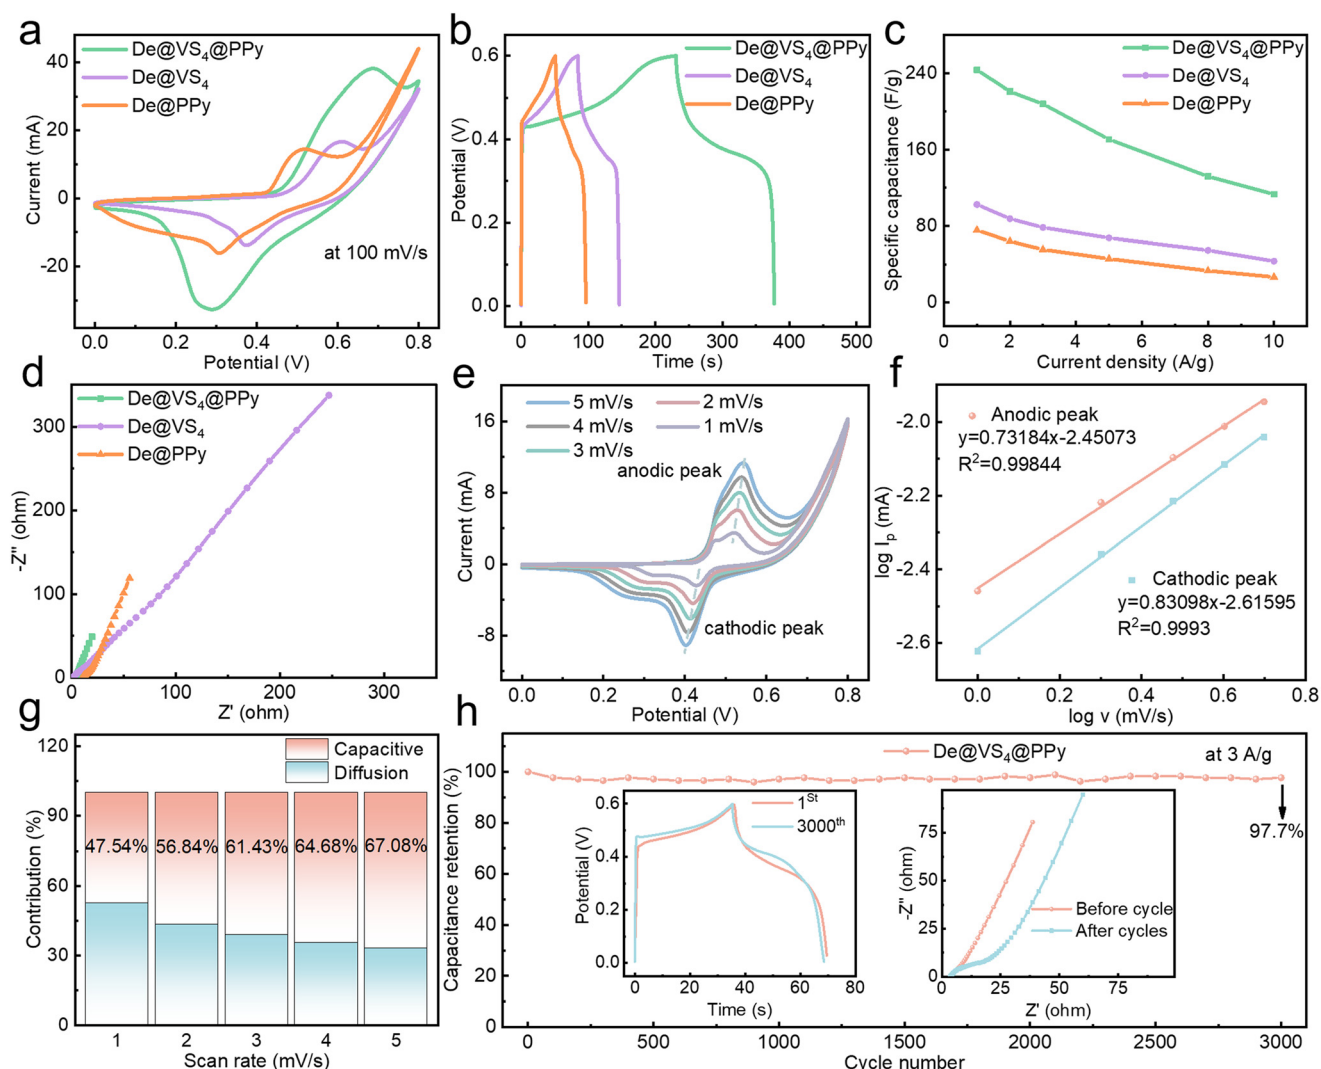 a
De@VS₄@PPy
De@VS₄
De@PPy
Current (mA)
40
20
0
-20
at 100 mV/s
0.0 0.2 0.4 0.6 0.8
Potential (V)
b
De@VS₄@PPy
De@VS₄
De@PPy
Potential (V)
0.6
0.4
0.2
0.0
0 100 200 300 400 500
Time (s)
c
De@VS₄@PPy
De@VS₄
De@PPy
Specific capacitance (F/g)
240
160
80
0
2 4 6 8 10
Current density (A/g)
d
De@VS₄@PPy
De@VS₄
De@PPy
-Z" (ohm)
300
200
100
0
0 100 200 300
Z' (ohm)
e
5 mV/s 2 mV/s
4 mV/s 1 mV/s
3 mV/s
anodic peak
cathodic peak
Current (mA)
16
8
0
-8
0.0 0.2 0.4 0.6 0.8
Potential (V)
f
Anodic peak
y=0.73184x-2.45073
R²=0.99844
Cathodic peak
y=0.83098x-2.61595
R²=0.9993
log Iₚ (mA)
-2.0
-2.2
-2.4
-2.6
0.0 0.2 0.4 0.6 0.8
log v (mV/s)
g
Capacitive
Diffusion
Contribution (%)
120
90
60
30
0
47.54% 56.84% 61.43% 64.68% 67.08%
1 2 3 4 5
Scan rate (mV/s)
h
De@VS₄@PPy
at 3 A/g
97.7%
Capacitance retention (%)
100
80
60
40
20
0
0 500 1000 1500 2000 2500 3000
Cycle number
1ˢᵗ
3000ᵗʰ
Potential (V)
0.6
0.4
0.2
0.0
0 20 40 60 80
Time (s)
Before cycle
After cycles
-Z" (ohm)
75
50
25
0
0 25 50 75
Z' (ohm)